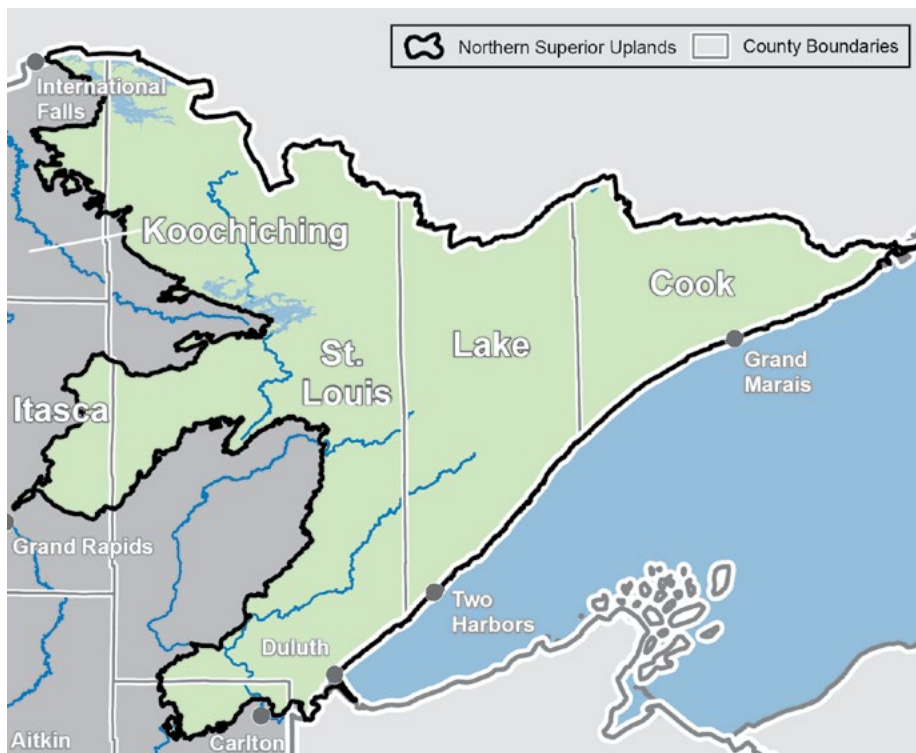 Northern Superior Uplands
County Boundaries
International
Falls
Koochiching
Cook
Lake
St.
Louis
Grand
Marais
Itasca
Grand Rapids
Two
Harbors
Duluth
Aitkin
Carlton